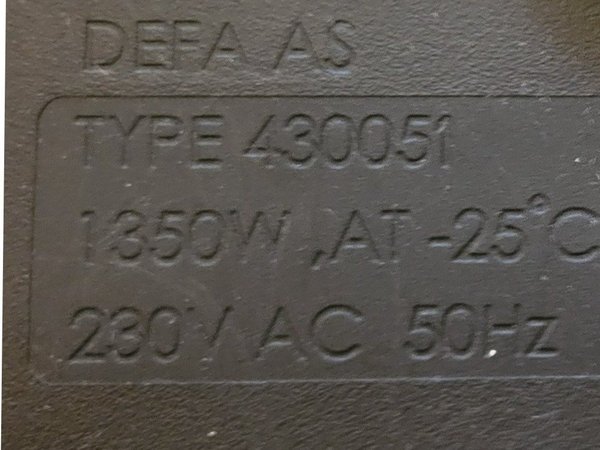 DEFA AS
TYPE 430051
1350W ,AT -25°C
230V AC 50Hz